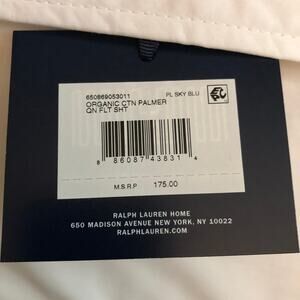 650869053011 PL SKY BLU
ORGANIC CTN PALMER
QN FLT SHT
8 86087 43831 4
M.S.R.P 175.00
RALPH LAUREN HOME
650 MADISON AVENUE NEW YORK, NY 10022
RALPHLAUREN.COM